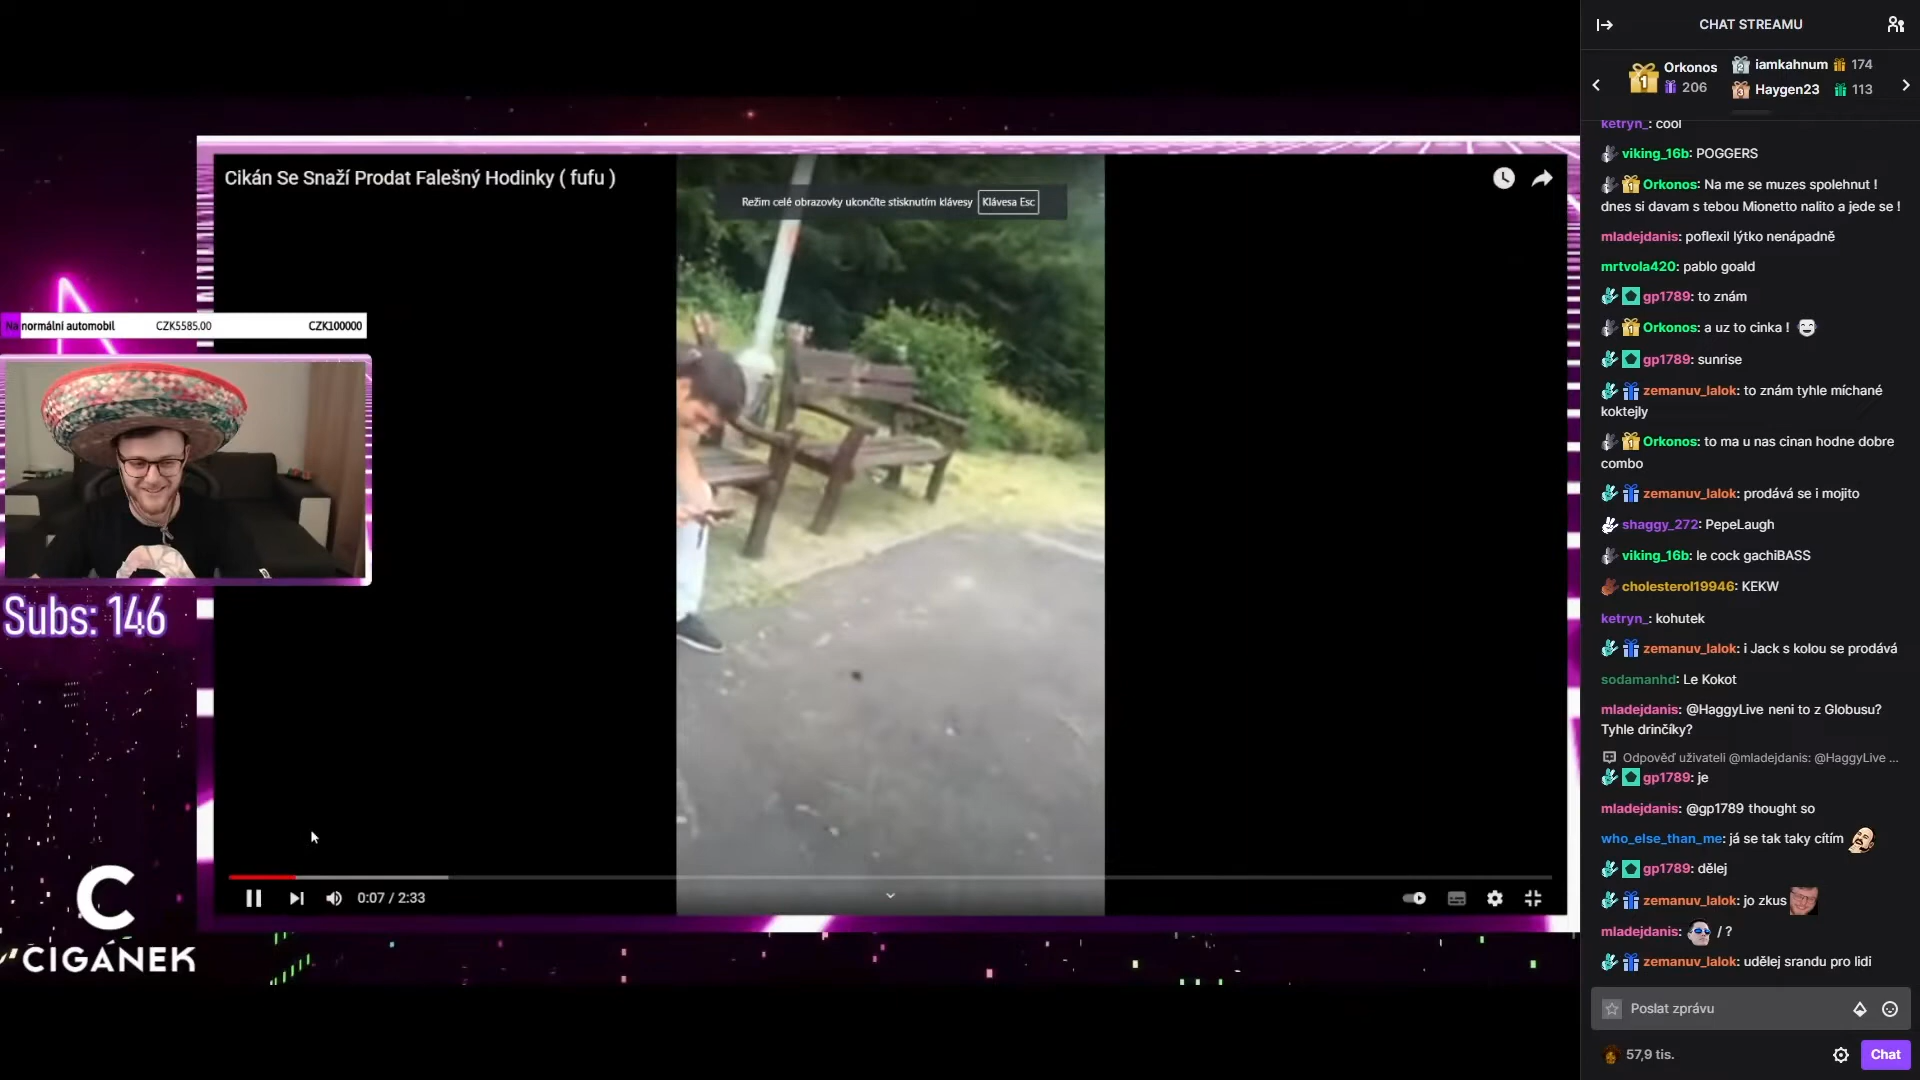 CHAT STREAMU
Orkonos
206
iamkahnum 174
Haygen23 113
ketryn_: cool
viking_16b: POGGERS
Orkonos: Na me se muzes spolehnut !
dnes si davam s tebou Mionetto nalito a jede se !
mladejdanis: poflexil lýtko nenápadně
mrtvola420: pablo goald
gp1789: to znám
Orkonos: a uz to cinka !
gp1789: sunrise
zemanuv_lalok: to znám tyhle míchané
koktejly
Orkonos: to ma u nas cinan hodne dobre
combo
zemanuv_lalok: prodává se i mojito
shaggy_272: PepeLaugh
viking_16b: le cock gachiBASS
cholesterol19946: KEKW
ketryn_: kohutek
zemanuv_lalok: i Jack s kolou se prodává
sodamanhd: Le Kokot
mladejdanis: @HaggyLive neni to z Globusu?
Tyhle drinčíky?
Odpověď uživateli @mladejdanis: @HaggyLive ...
gp1789: je
mladejdanis: @gp1789 thought so
who_else_than_me: já se tak taky cítím
gp1789: dělej
zemanuv_lalok: jo zkus
mladejdanis: / ?
zemanuv_lalok: udělej srandu pro lidi
Poslat zprávu
57,9 tis.
Chat
Cikán Se Snaží Prodat Falešný Hodinky ( fufu )
Režim celé obrazovky ukončíte stisknutím klávesy Klávesa Esc
Na normální automobil CZK5585.00 CZK100000
Subs: 146
0:07 / 2:33
C
ČIGÁNEK